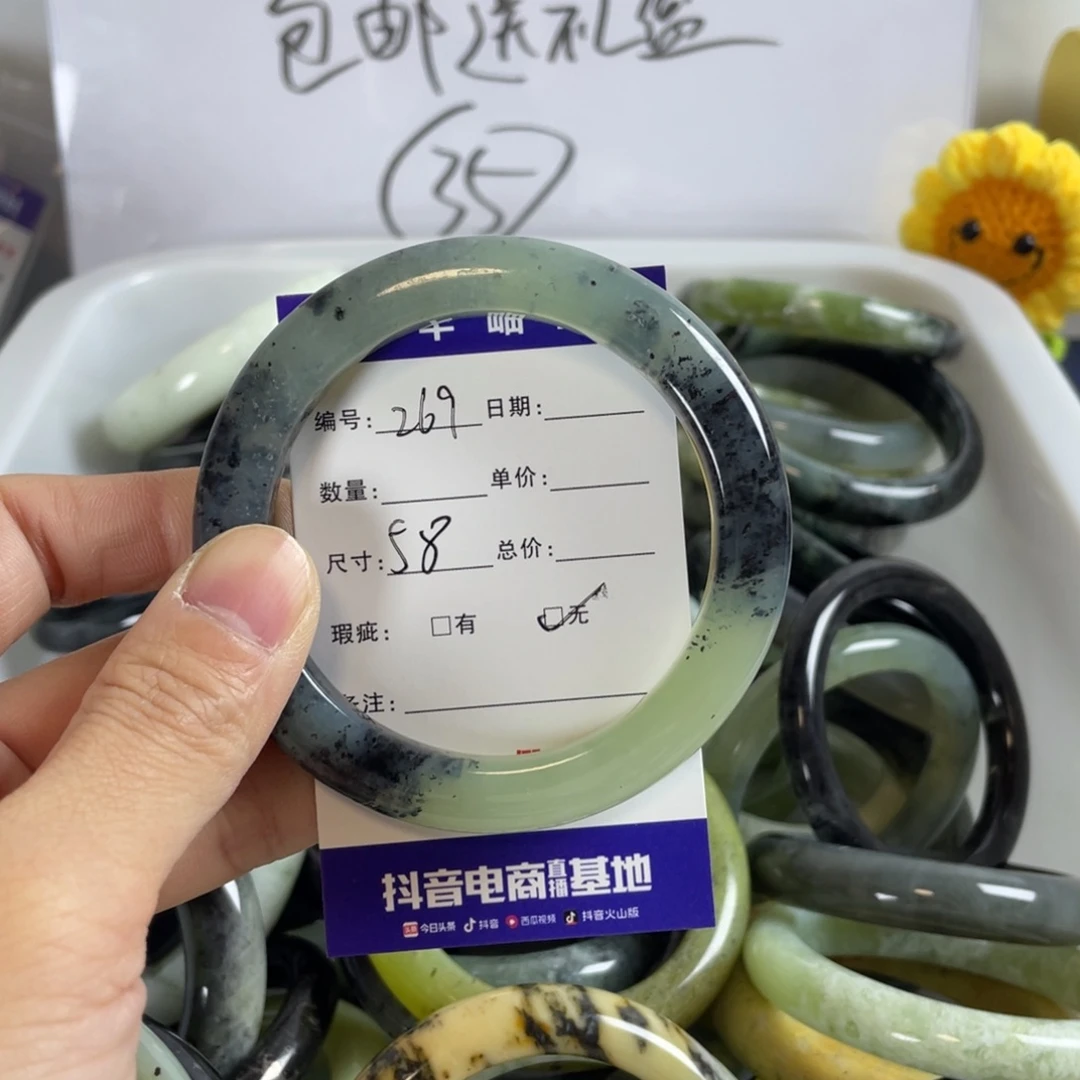 包邮送礼盒
35
编号: 269 日期:
数量: 单价:
尺寸: 58 总价:
瑕疵: □有 ☑无
备注:
抖音电商直播基地
今日头条 抖音 西瓜视频 抖音火山版